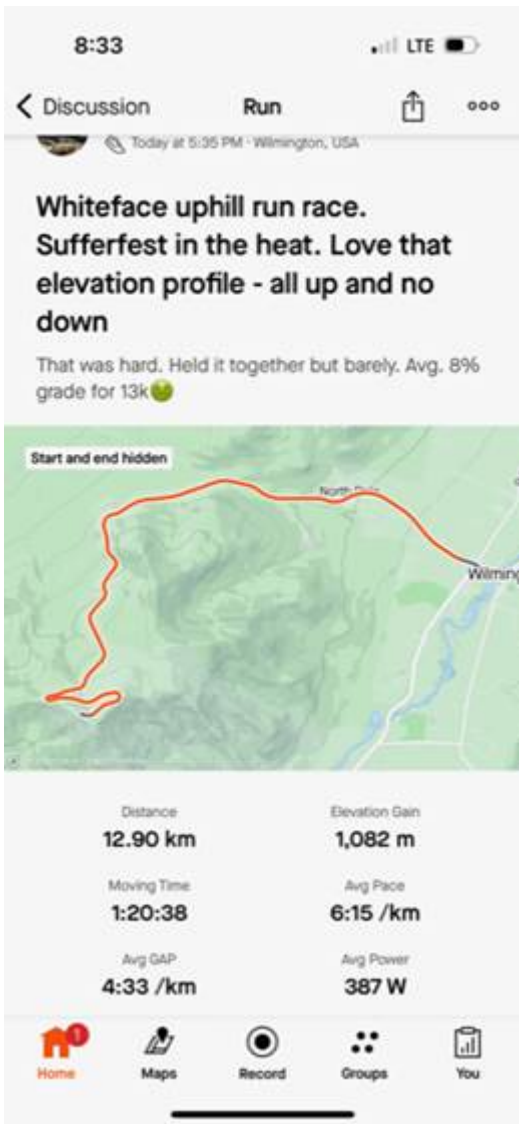 8:33 LTE
Discussion Run
Today at 5:35 PM · Wilmington, USA
Whiteface uphill run race.
Sufferfest in the heat. Love that
elevation profile - all up and no
down
That was hard. Held it together but barely. Avg. 8%
grade for 13k
Start and end hidden
North
Wilming
Distance Elevation Gain
12.90 km 1,082 m
Moving Time Avg Pace
1:20:38 6:15 /km
Avg GAP Avg Power
4:33 /km 387 W
1
Home Maps Record Groups You